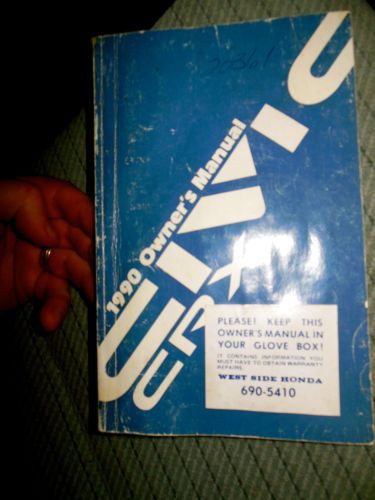 1990 Owner's Manual
CIVIC
CRX
PLEASE! KEEP THIS
OWNER'S MANUAL IN
YOUR GLOVE BOX!
IT CONTAINS INFORMATION YOU
MUST HAVE TO OBTAIN WARRANTY
REPAIRS.
WEST SIDE HONDA
690-5410